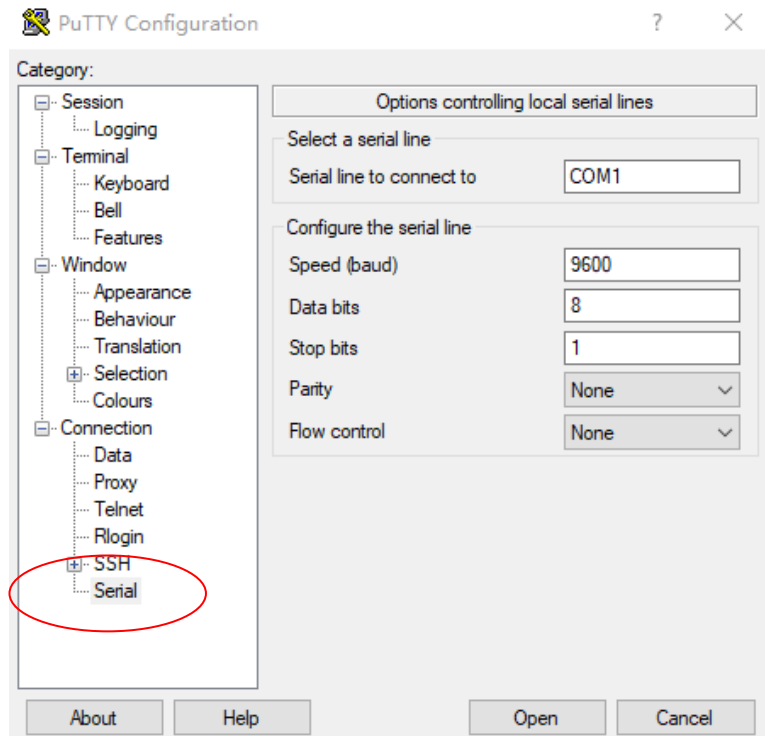 PuTTY Configuration
Category:
Session
Logging
Terminal
Keyboard
Bell
Features
Window
Appearance
Behaviour
Translation
Selection
Colours
Connection
Data
Proxy
Telnet
Rlogin
SSH
Serial
Options controlling local serial lines
Select a serial line
Serial line to connect to COM1
Configure the serial line
Speed (baud) 9600
Data bits 8
Stop bits 1
Parity None
Flow control None
About Help Open Cancel